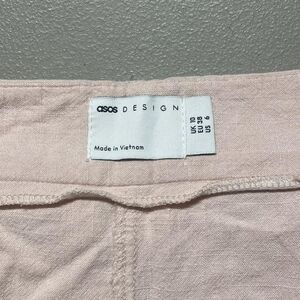 asos DESIGN
Made in Vietnam
UK 10
EU 38
US 6